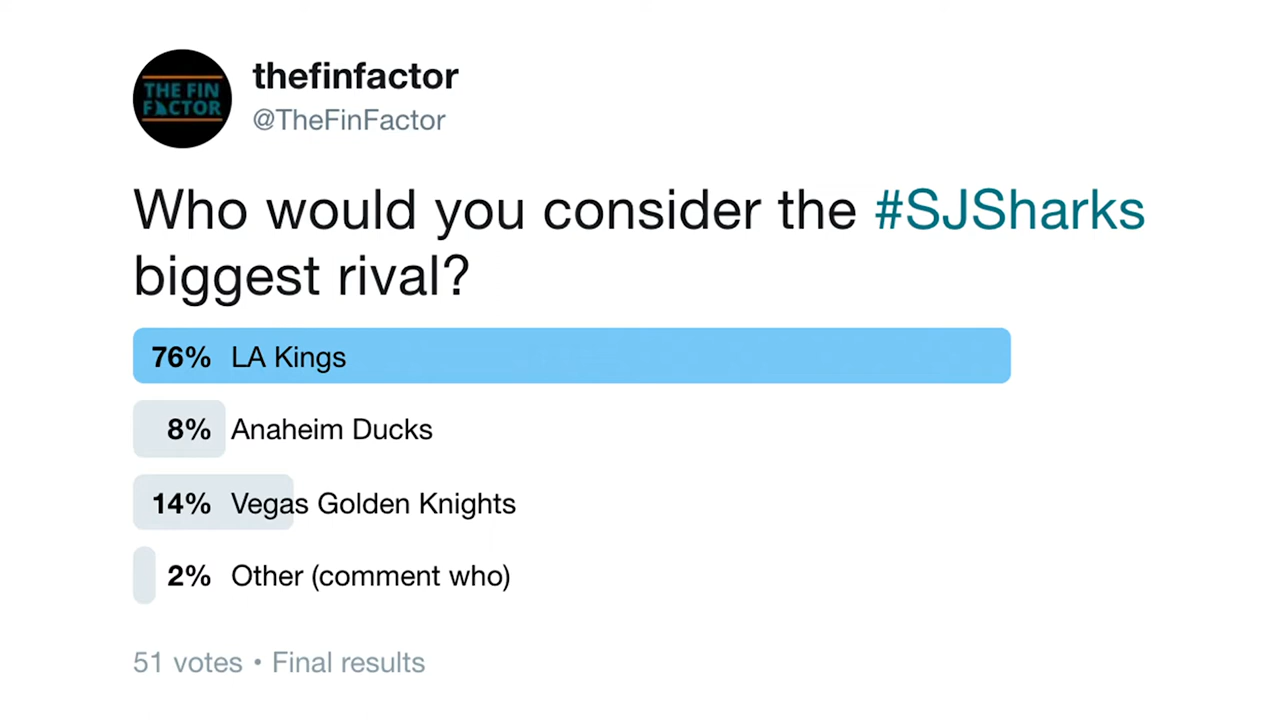 THE FIN
FACTOR
thefinfactor
@TheFinFactor
Who would you consider the #SJSharks
biggest rival?
76% LA Kings
8% Anaheim Ducks
14% Vegas Golden Knights
2% Other (comment who)
51 votes • Final results